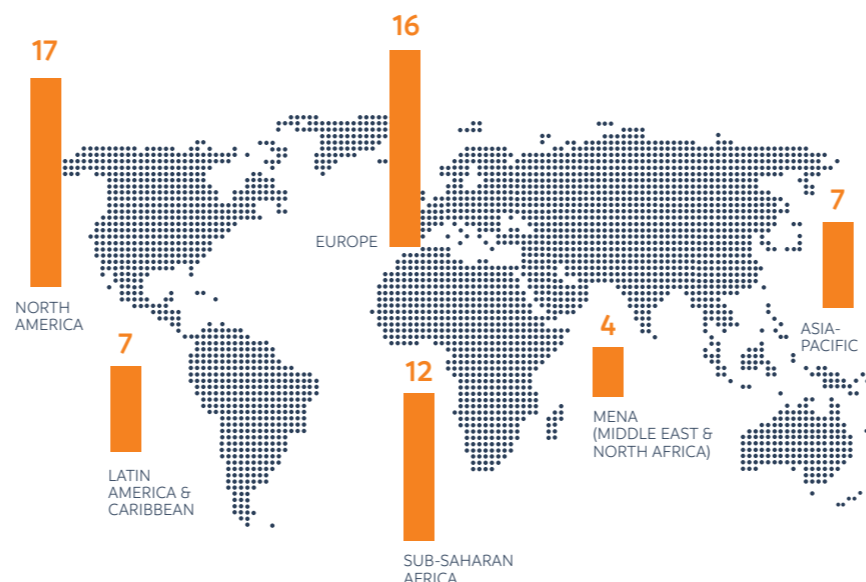 17
NORTH
AMERICA
16
EUROPE
7
ASIA-
PACIFIC
7
LATIN
AMERICA &
CARIBBEAN
12
SUB-SAHARAN
AFRICA
4
MENA
(MIDDLE EAST &
NORTH AFRICA)